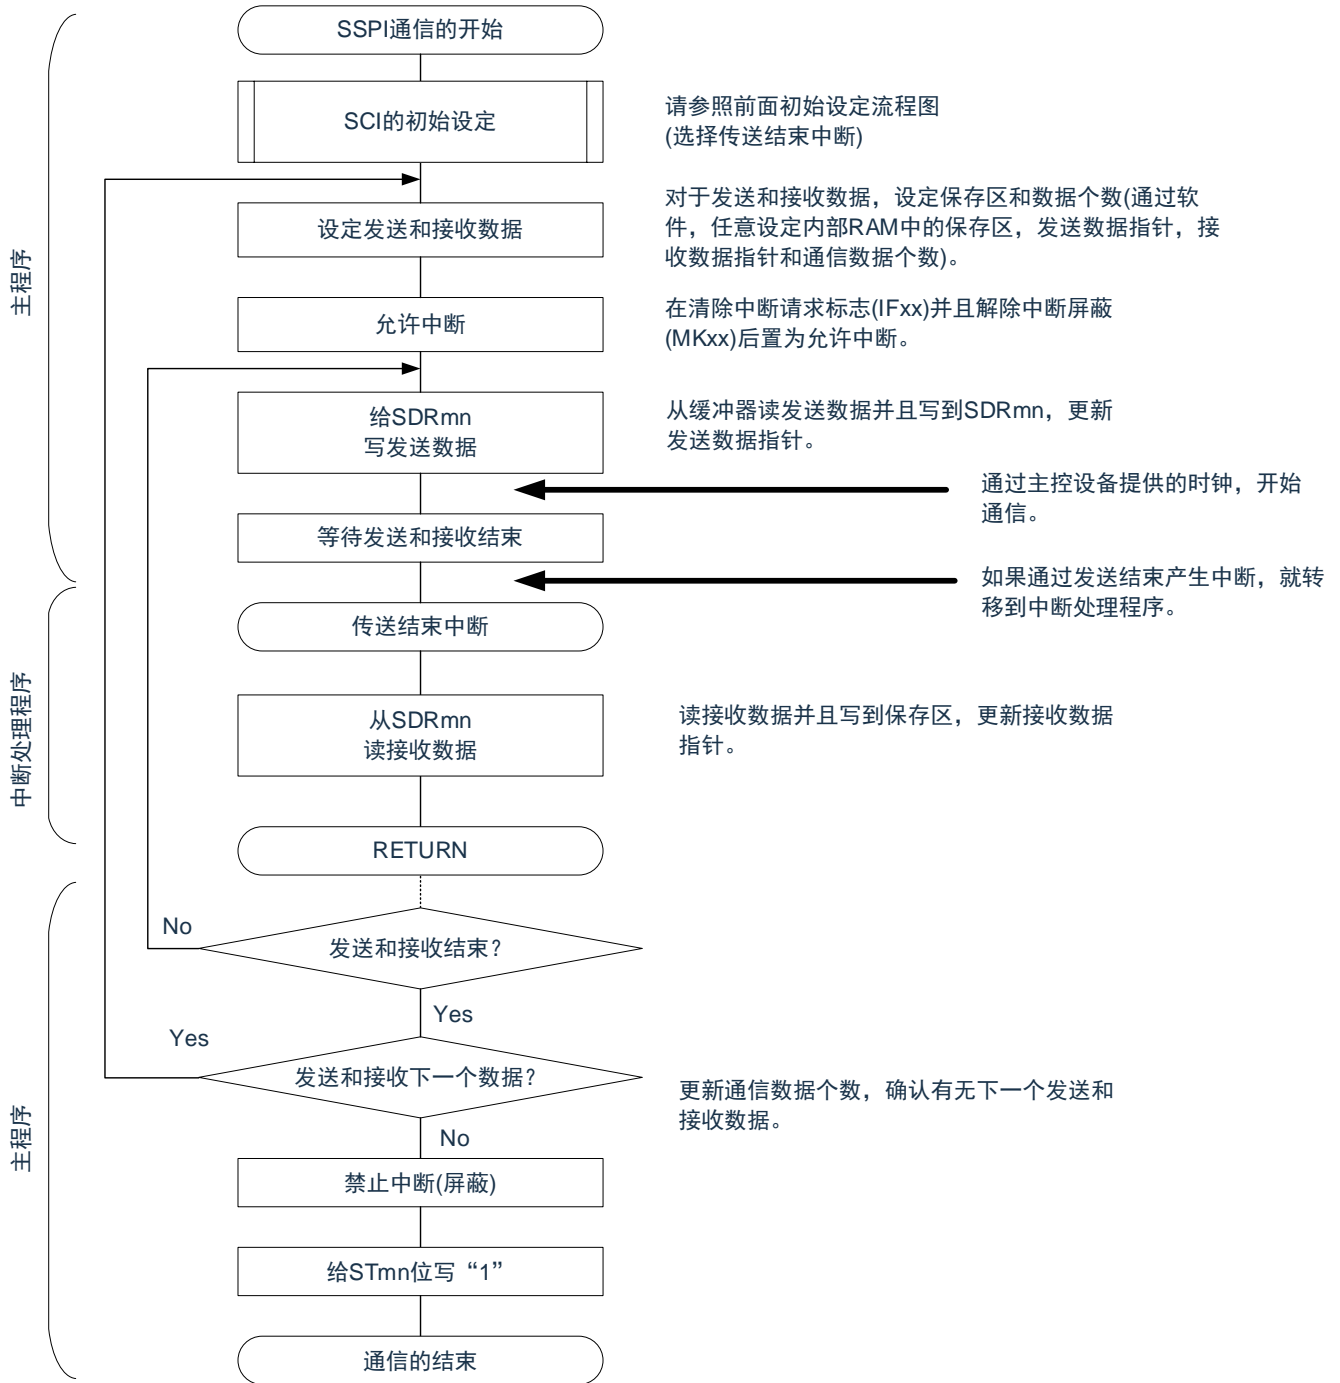 SSPI通信的开始
SCI的初始设定
请参照前面初始设定流程图
(选择传送结束中断)
主程序
设定发送和接收数据
对于发送和接收数据，设定保存区和数据个数(通过软
件，任意设定内部RAM中的保存区，发送数据指针，接
收数据指针和通信数据个数)。
允许中断
在清除中断请求标志(IFxx)并且解除中断屏蔽
(MKxx)后置为允许中断。
给SDRmn
写发送数据
从缓冲器读发送数据并且写到SDRmn，更新
发送数据指针。
通过主控设备提供的时钟，开始
通信。
等待发送和接收结束
如果通过发送结束产生中断，就转
移到中断处理程序。
中断处理程序
传送结束中断
从SDRmn
读接收数据
读接收数据并且写到保存区，更新接收数据
指针。
RETURN
主程序
No
发送和接收结束？
Yes
Yes
发送和接收下一个数据？
更新通信数据个数，确认有无下一个发送和
接收数据。
No
禁止中断(屏蔽)
给STmn位写“1”
通信的结束